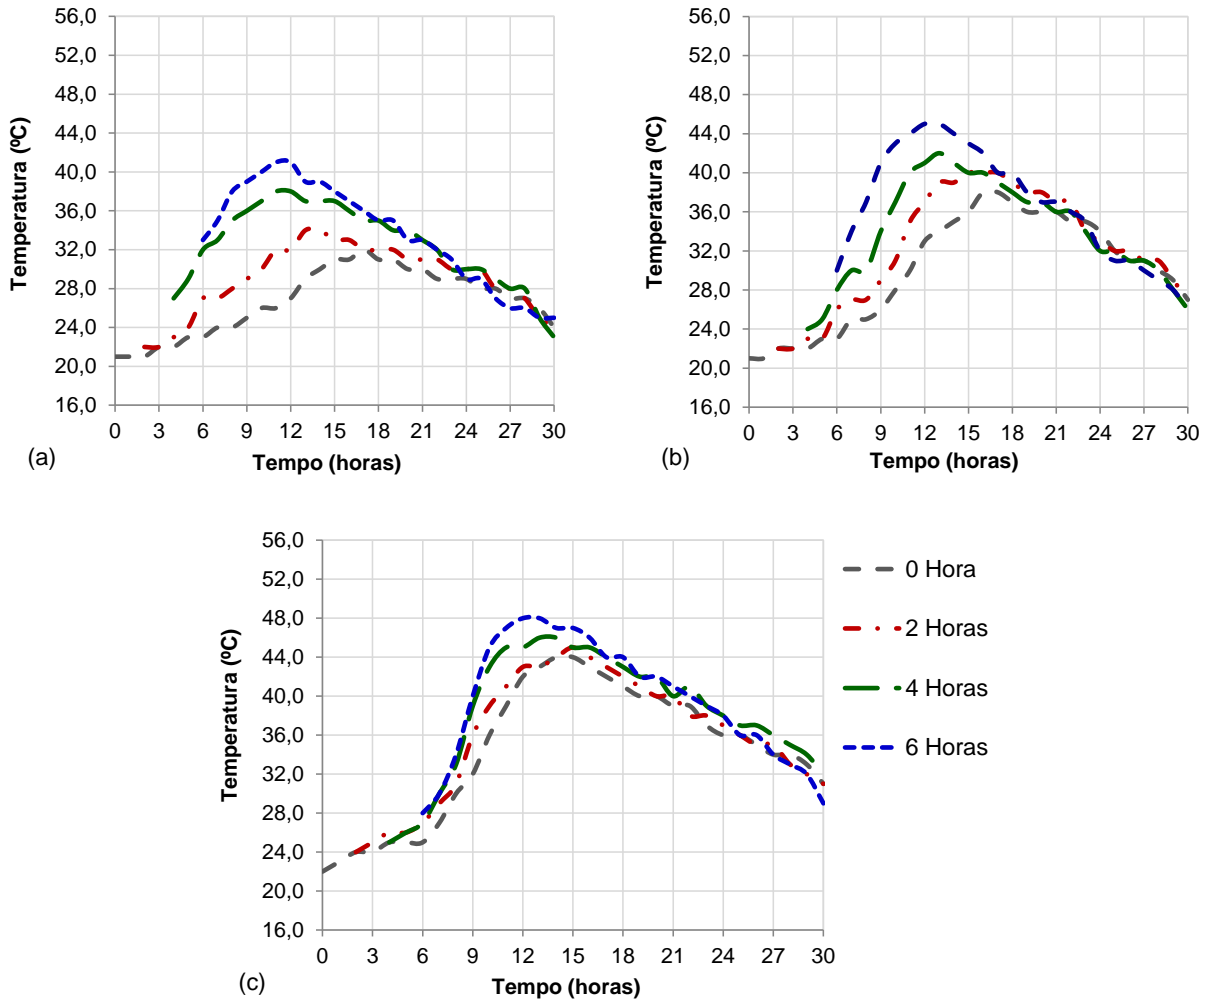 56,0
52,0
48,0
44,0
40,0
36,0
32,0
28,0
24,0
20,0
16,0
Temperatura (ºC)
0 3 6 9 12 15 18 21 24 27 30
Tempo (horas)
(a)
56,0
52,0
48,0
44,0
40,0
36,0
32,0
28,0
24,0
20,0
16,0
Temperatura (ºC)
0 3 6 9 12 15 18 21 24 27 30
Tempo (horas)
(b)
56,0
52,0
48,0
44,0
40,0
36,0
32,0
28,0
24,0
20,0
16,0
Temperatura (ºC)
0 3 6 9 12 15 18 21 24 27 30
Tempo (horas)
(c)
0 Hora
2 Horas
4 Horas
6 Horas